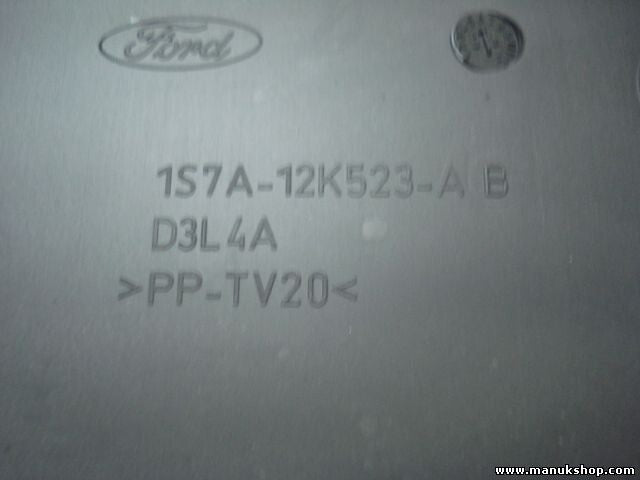 Ford
1S7A-12K523-A B
D3L4A
>PP-TV20<
www.manukshop.com